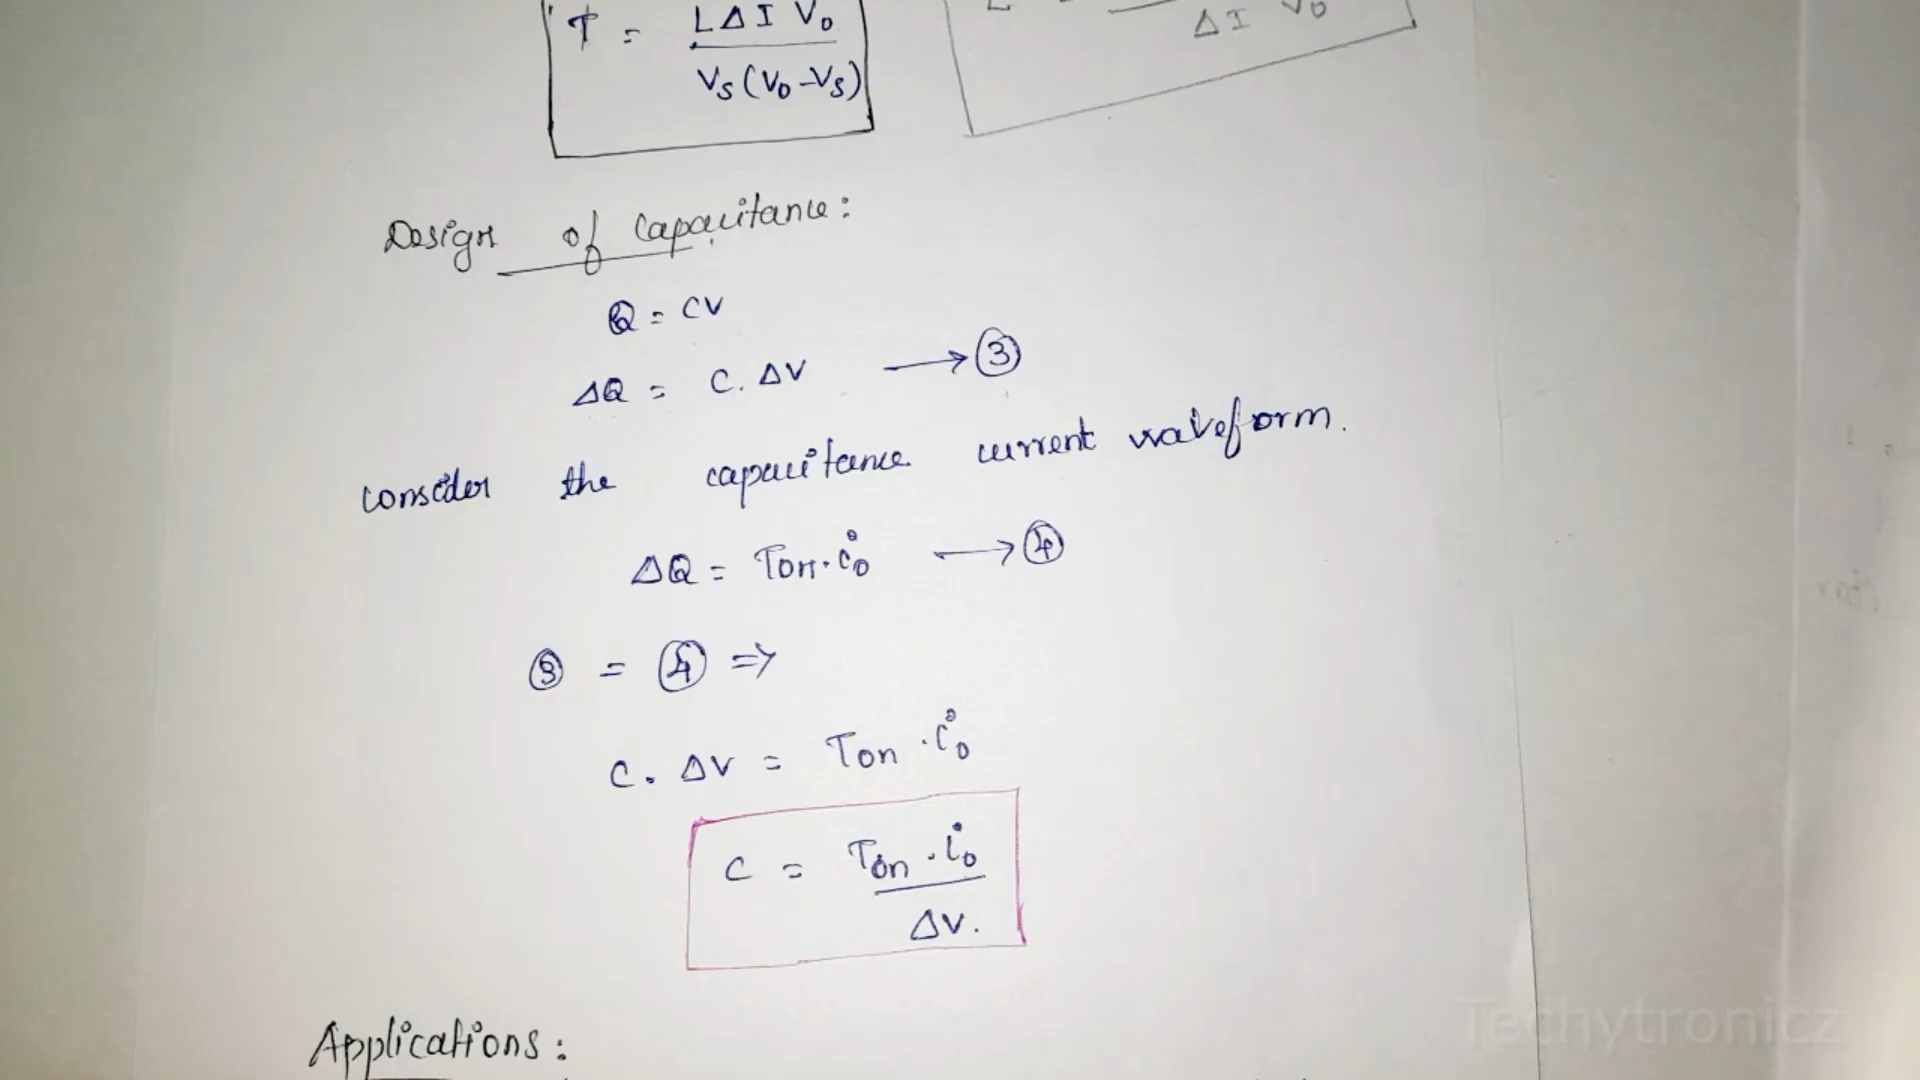 T = LΔI V₀ / Vs(V₀-Vs)
ΔI V₀
Design of Capacitance:
Q = CV
ΔQ = C. ΔV → ③
Consider the capacitance current waveform.
ΔQ = Ton. i₀ → ④
③ = ④ ⇒
C. ΔV = Ton . i₀
C = Ton . i₀ / ΔV.
Applications:
Techytronicz